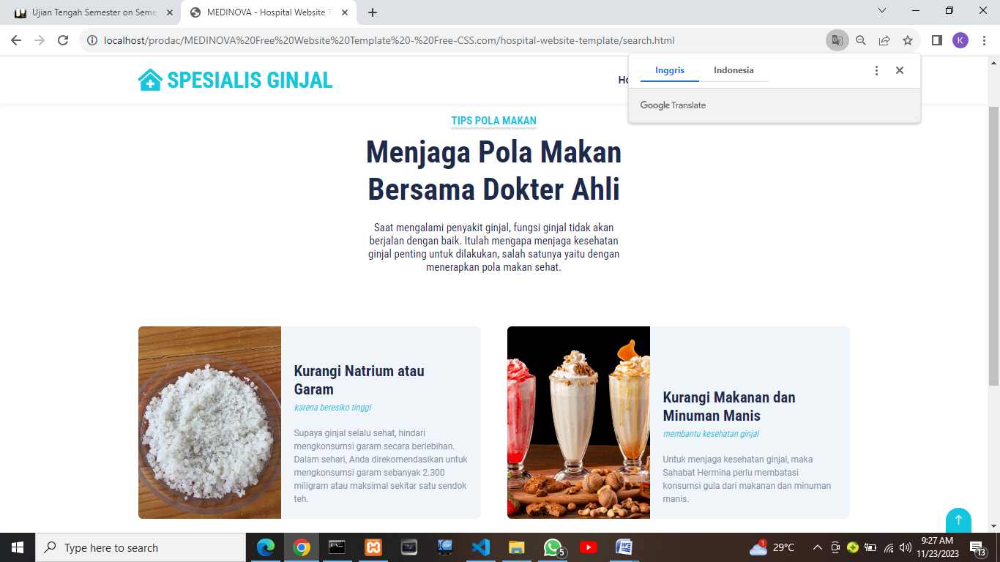 Ujian Tengah Semester on Seme
MEDINOVA - Hospital Website T
localhost/prodac/MEDINOVA%20Free%20Website%20Template%20-%20Free-CSS.com/hospital-website-template/search.html
K
Inggris
Indonesia
Google Translate
SPESIALIS GINJAL
TIPS POLA MAKAN
Menjaga Pola Makan
Bersama Dokter Ahli
Saat mengalami penyakit ginjal, fungsi ginjal tidak akan
berjalan dengan baik. Itulah mengapa menjaga kesehatan
ginjal penting untuk dilakukan, salah satunya yaitu dengan
menerapkan pola makan sehat.
Kurangi Natrium atau
Garam
karena beresiko tinggi
Supaya ginjal selalu sehat, hindari
mengkonsumsi garam secara berlebihan.
Dalam sehari, Anda direkomendasikan untuk
mengkonsumsi garam sebanyak 2.300
miligram atau maksimal sekitar satu sendok
teh.
Kurangi Makanan dan
Minuman Manis
membantu kesehatan ginjal
Untuk menjaga kesehatan ginjal, maka
Sahabat Hermina perlu membatasi
konsumsi gula dari makanan dan minuman
manis.
Type here to search
5
1
29°C
9:27 AM
11/23/2023
13